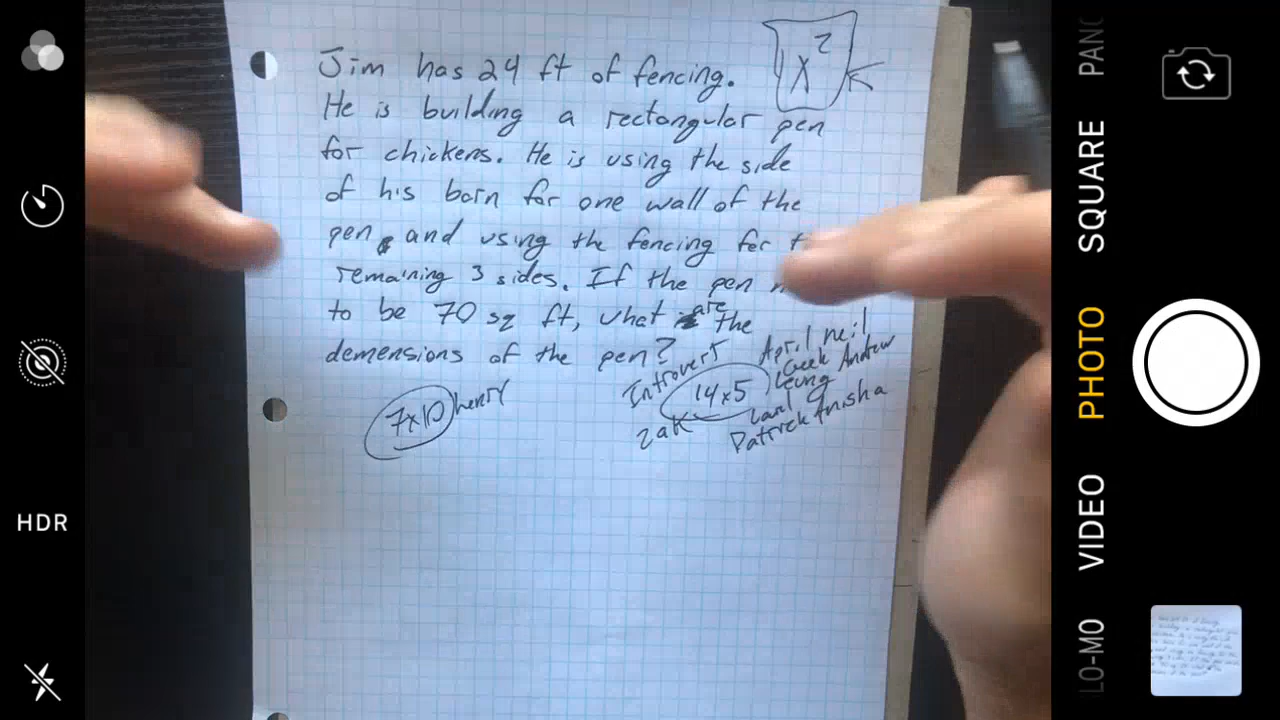 Jim has 24 ft of fencing.
He is building a rectangular pen
for chickens. He is using the side
of his barn for one wall of the
pen and using the fencing for
remaining 3 sides. If the pen
to be 70 sq ft, what are the
demensions of the pen?
x²
7x10 henry
Introvert
14x5
Zak
April Neil
Geek Andrew
Leung
Patrick Anisha
HDR
PANO
SQUARE
PHOTO
VIDEO
LO-MO